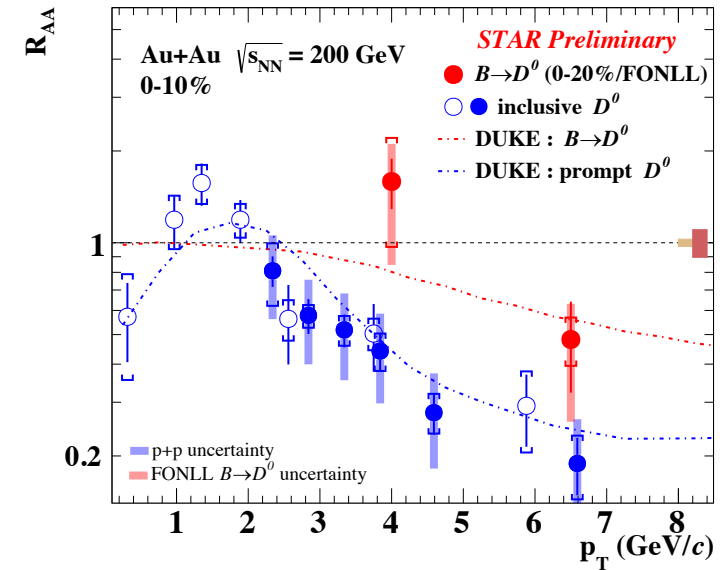 R_AA
Au+Au √s_NN = 200 GeV
0-10%
STAR Preliminary
B→D⁰ (0-20%/FONLL)
inclusive D⁰
DUKE : B→D⁰
DUKE : prompt D⁰
1
0.2
p+p uncertainty
FONLL B→D⁰ uncertainty
1 2 3 4 5 6 7 8
p_T (GeV/c)